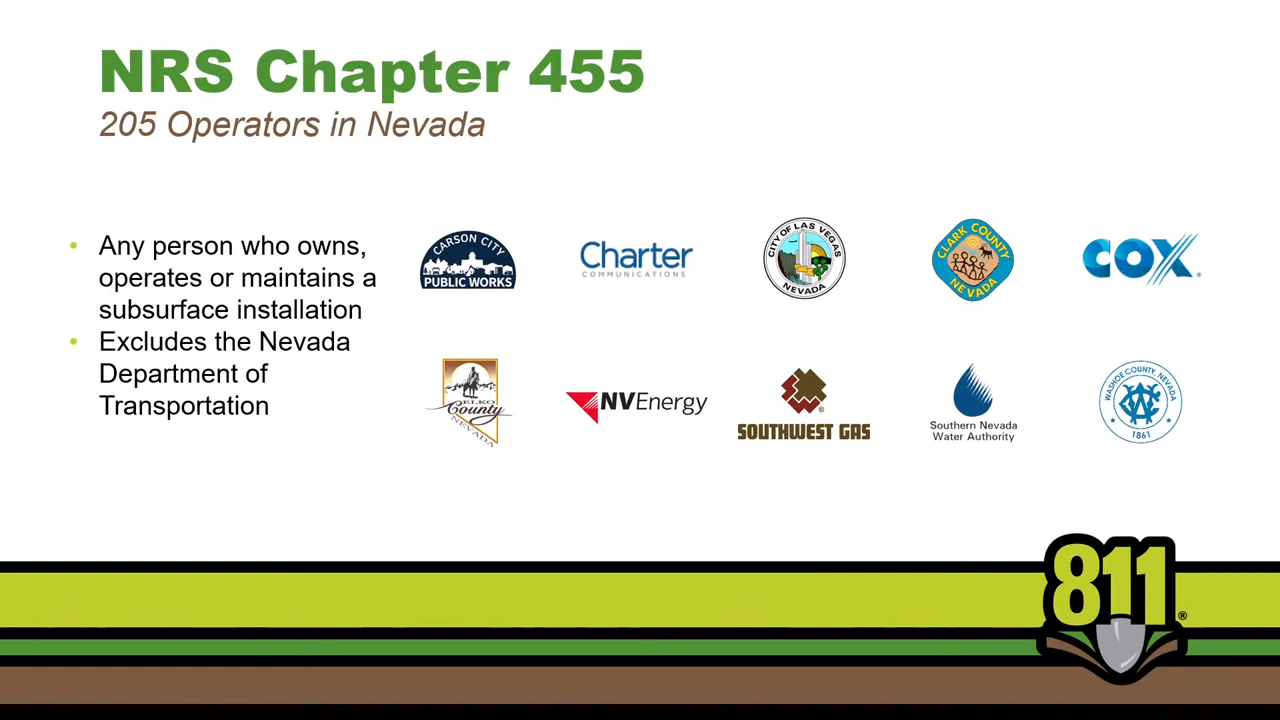 NRS Chapter 455
205 Operators in Nevada
• Any person who owns,
operates or maintains a
subsurface installation
• Excludes the Nevada
Department of
Transportation
CARSON CITY
PUBLIC WORKS
Charter
COMMUNICATIONS
CITY OF LAS VEGAS
NEVADA
CLARK COUNTY
NEVADA
COX
ELKO
County
NEVADA
NVEnergy
SOUTHWEST GAS
Southern Nevada
Water Authority
WASHOE COUNTY, NEVADA
WC
1861
811